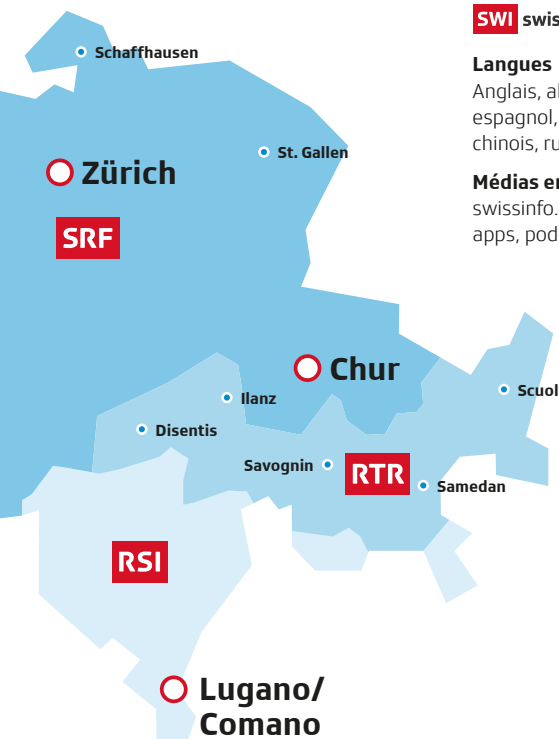 SWI swis
Schaffhausen
Langues
Anglais, al
espagnol,
chinois, ru
St. Gallen
Zürich
Médias en
swissinfo.
apps, pod
SRF
Chur
Scuol
Ilanz
Disentis
Savognin
RTR
Samedan
RSI
Lugano/
Comano